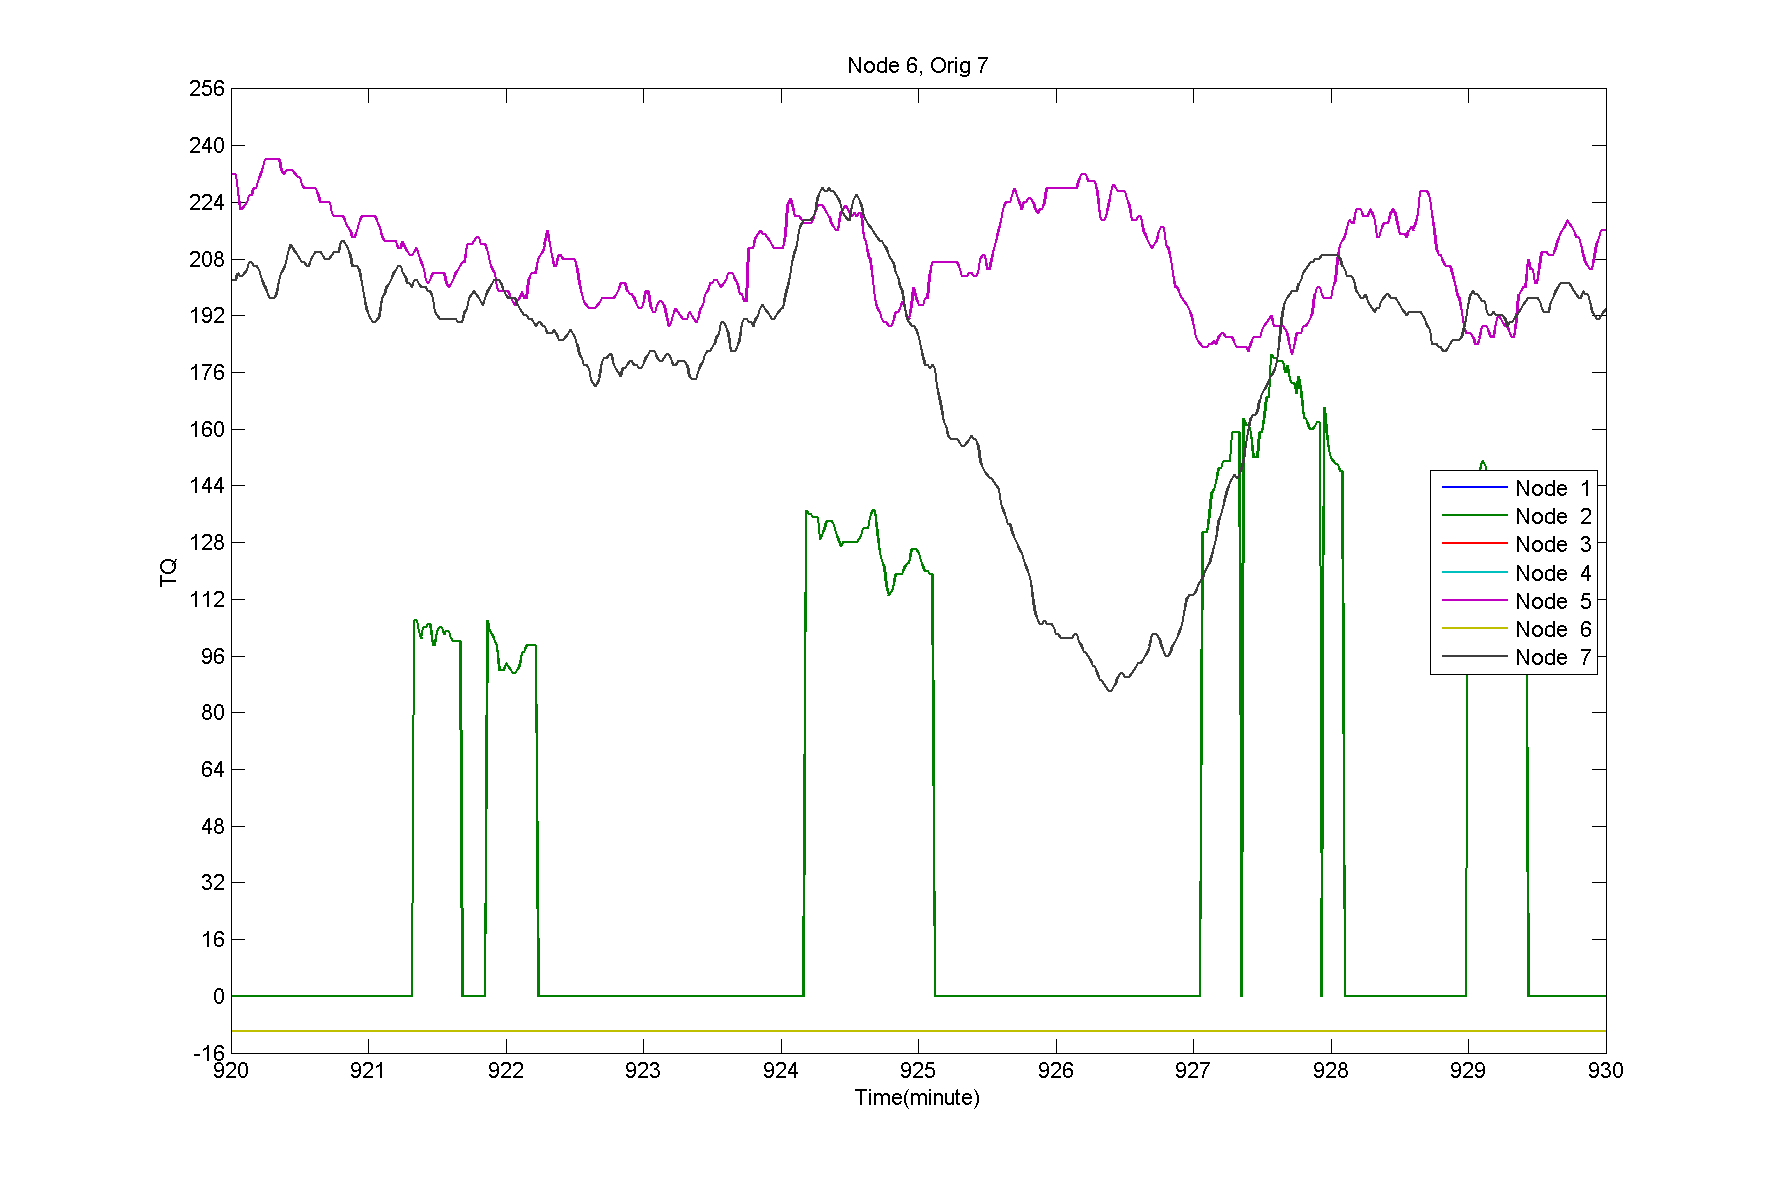 Node 6, Orig 7
256
240
224
208
192
176
160
144
128
112
96
80
64
48
32
16
0
-16
TQ
920 921 922 923 924 925 926 927 928 929 930
Time(minute)
Node 1
Node 2
Node 3
Node 4
Node 5
Node 6
Node 7